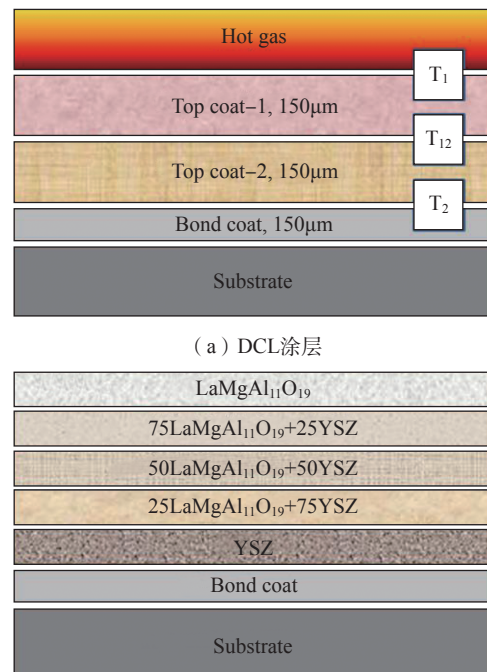 Hot gas
T₁
Top coat–1, 150μm
T₁₂
Top coat–2, 150μm
T₂
Bond coat, 150μm
Substrate
（a）DCL涂层
LaMgAl₁₁O₁₉
75LaMgAl₁₁O₁₉+25YSZ
50LaMgAl₁₁O₁₉+50YSZ
25LaMgAl₁₁O₁₉+75YSZ
YSZ
Bond coat
Substrate